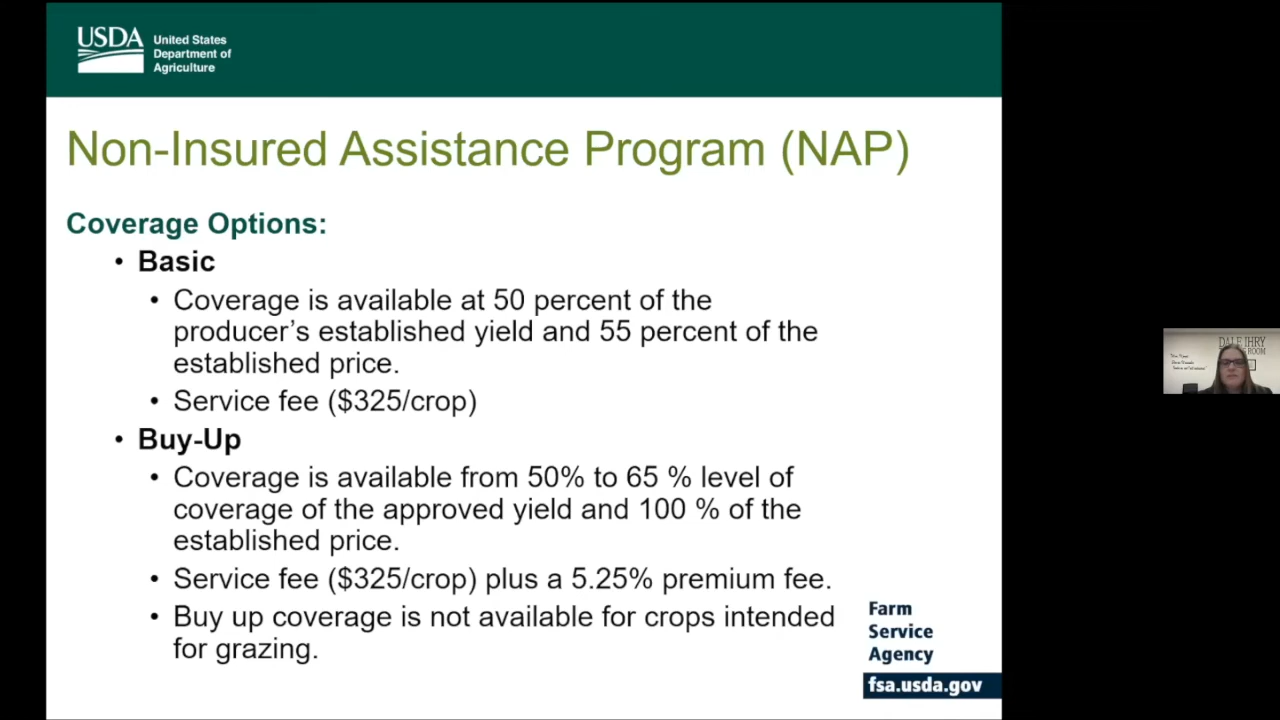 USDA
United States
Department of
Agriculture
Non-Insured Assistance Program (NAP)
Coverage Options:
• Basic
• Coverage is available at 50 percent of the
producer's established yield and 55 percent of the
established price.
• Service fee ($325/crop)
• Buy-Up
• Coverage is available from 50% to 65 % level of
coverage of the approved yield and 100 % of the
established price.
• Service fee ($325/crop) plus a 5.25% premium fee.
• Buy up coverage is not available for crops intended
for grazing.
Farm
Service
Agency
fsa.usda.gov
DALE IHRY
ROOM